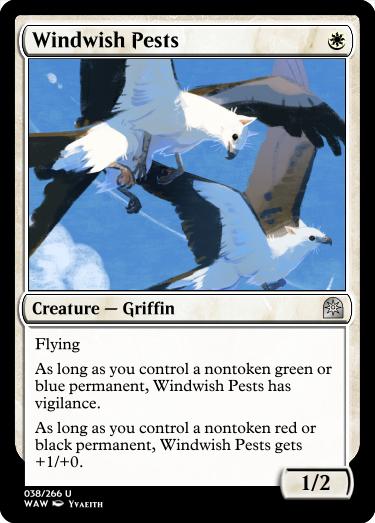 Windwish Pests
Creature — Griffin
Flying
As long as you control a nontoken green or
blue permanent, Windwish Pests has
vigilance.
As long as you control a nontoken red or
black permanent, Windwish Pests gets
+1/+0.
1/2
038/266 U
WAW Yvaeith